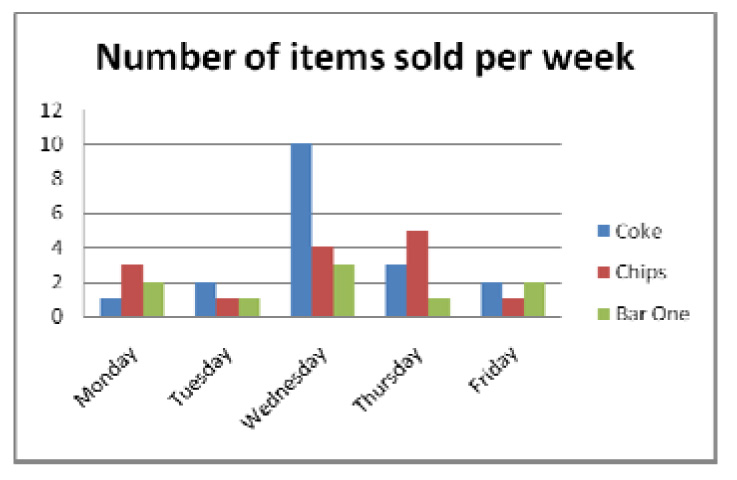 Number of items sold per week
12
10
8
6
4
2
0
Monday
Tuesday
Wednesday
Thursday
Friday
Coke
Chips
Bar One